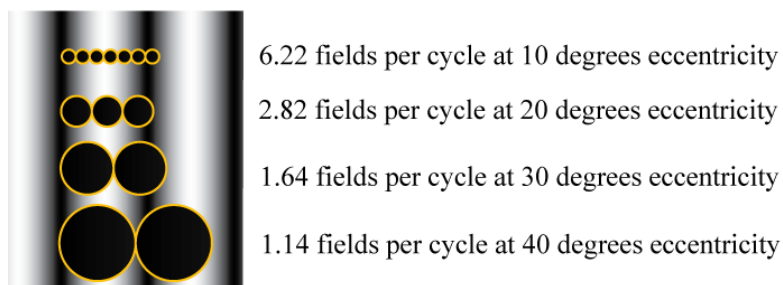 6.22 fields per cycle at 10 degrees eccentricity
2.82 fields per cycle at 20 degrees eccentricity
1.64 fields per cycle at 30 degrees eccentricity
1.14 fields per cycle at 40 degrees eccentricity